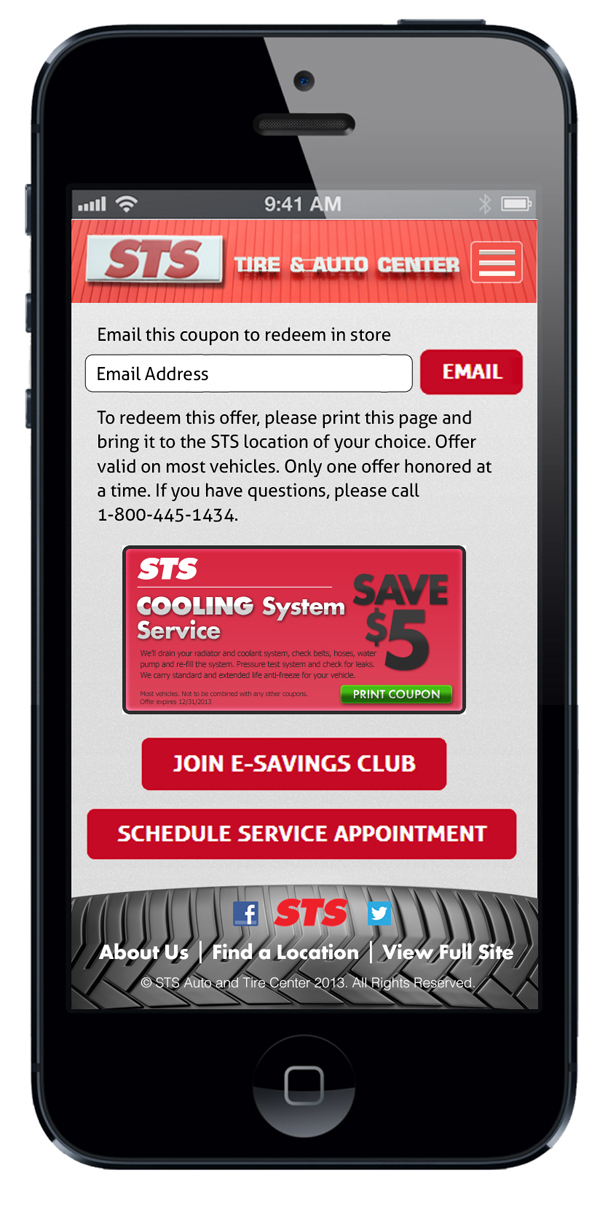 9:41 AM
STS TIRE & AUTO CENTER
Email this coupon to redeem in store
Email Address
EMAIL
To redeem this offer, please print this page and
bring it to the STS location of your choice. Offer
valid on most vehicles. Only one offer honored at
a time. If you have questions, please call
1-800-445-1434.
STS
COOLING System
Service
SAVE
$5
We'll drain your radiator and coolant system, check belts, hoses, water
pump and re-fill the system. Pressure test system and check for leaks.
We carry standard and extended life anti-freeze for your vehicle.
Most vehicles. Not to be combined with any other coupons.
Offer expires 12/31/2013
PRINT COUPON
JOIN E-SAVINGS CLUB
SCHEDULE SERVICE APPOINTMENT
f STS
About Us | Find a Location | View Full Site
© STS Auto and Tire Center 2013. All Rights Reserved.